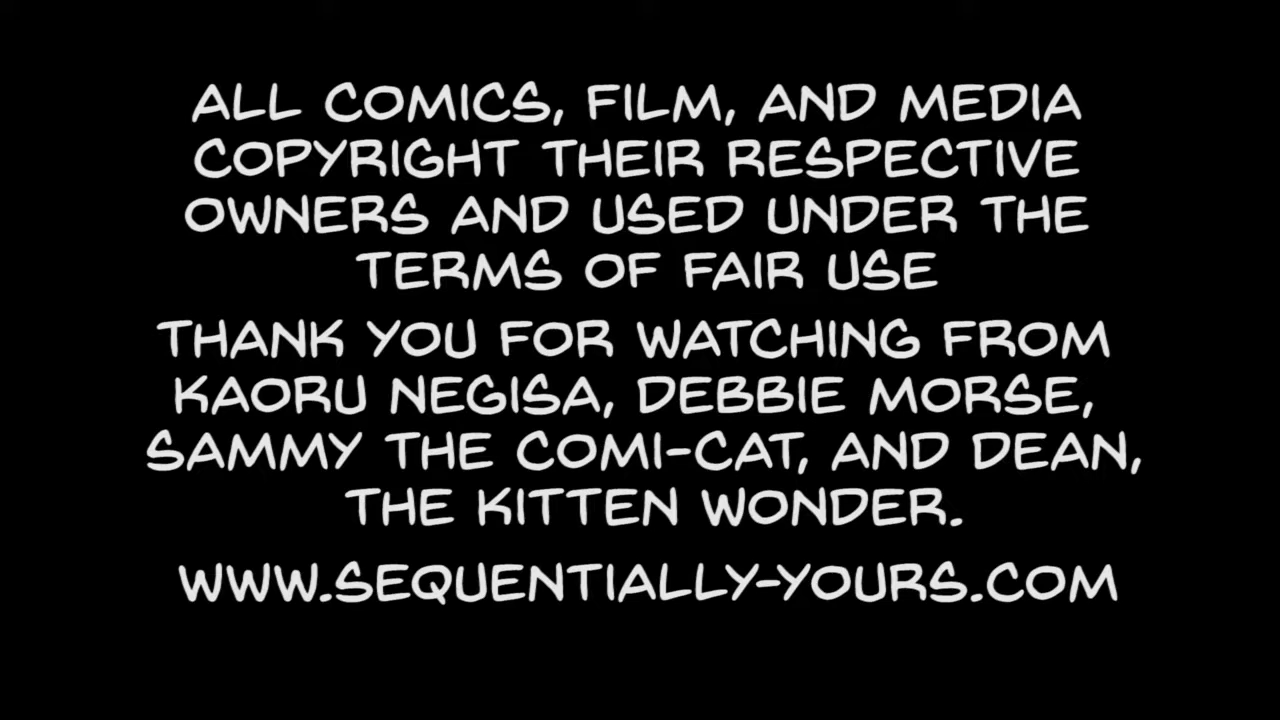 ALL COMICS, FILM, AND MEDIA
COPYRIGHT THEIR RESPECTIVE
OWNERS AND USED UNDER THE
TERMS OF FAIR USE
THANK YOU FOR WATCHING FROM
KAORU NEGISA, DEBBIE MORSE,
SAMMY THE COMI-CAT, AND DEAN,
THE KITTEN WONDER.
WWW.SEQUENTIALLY-YOURS.COM